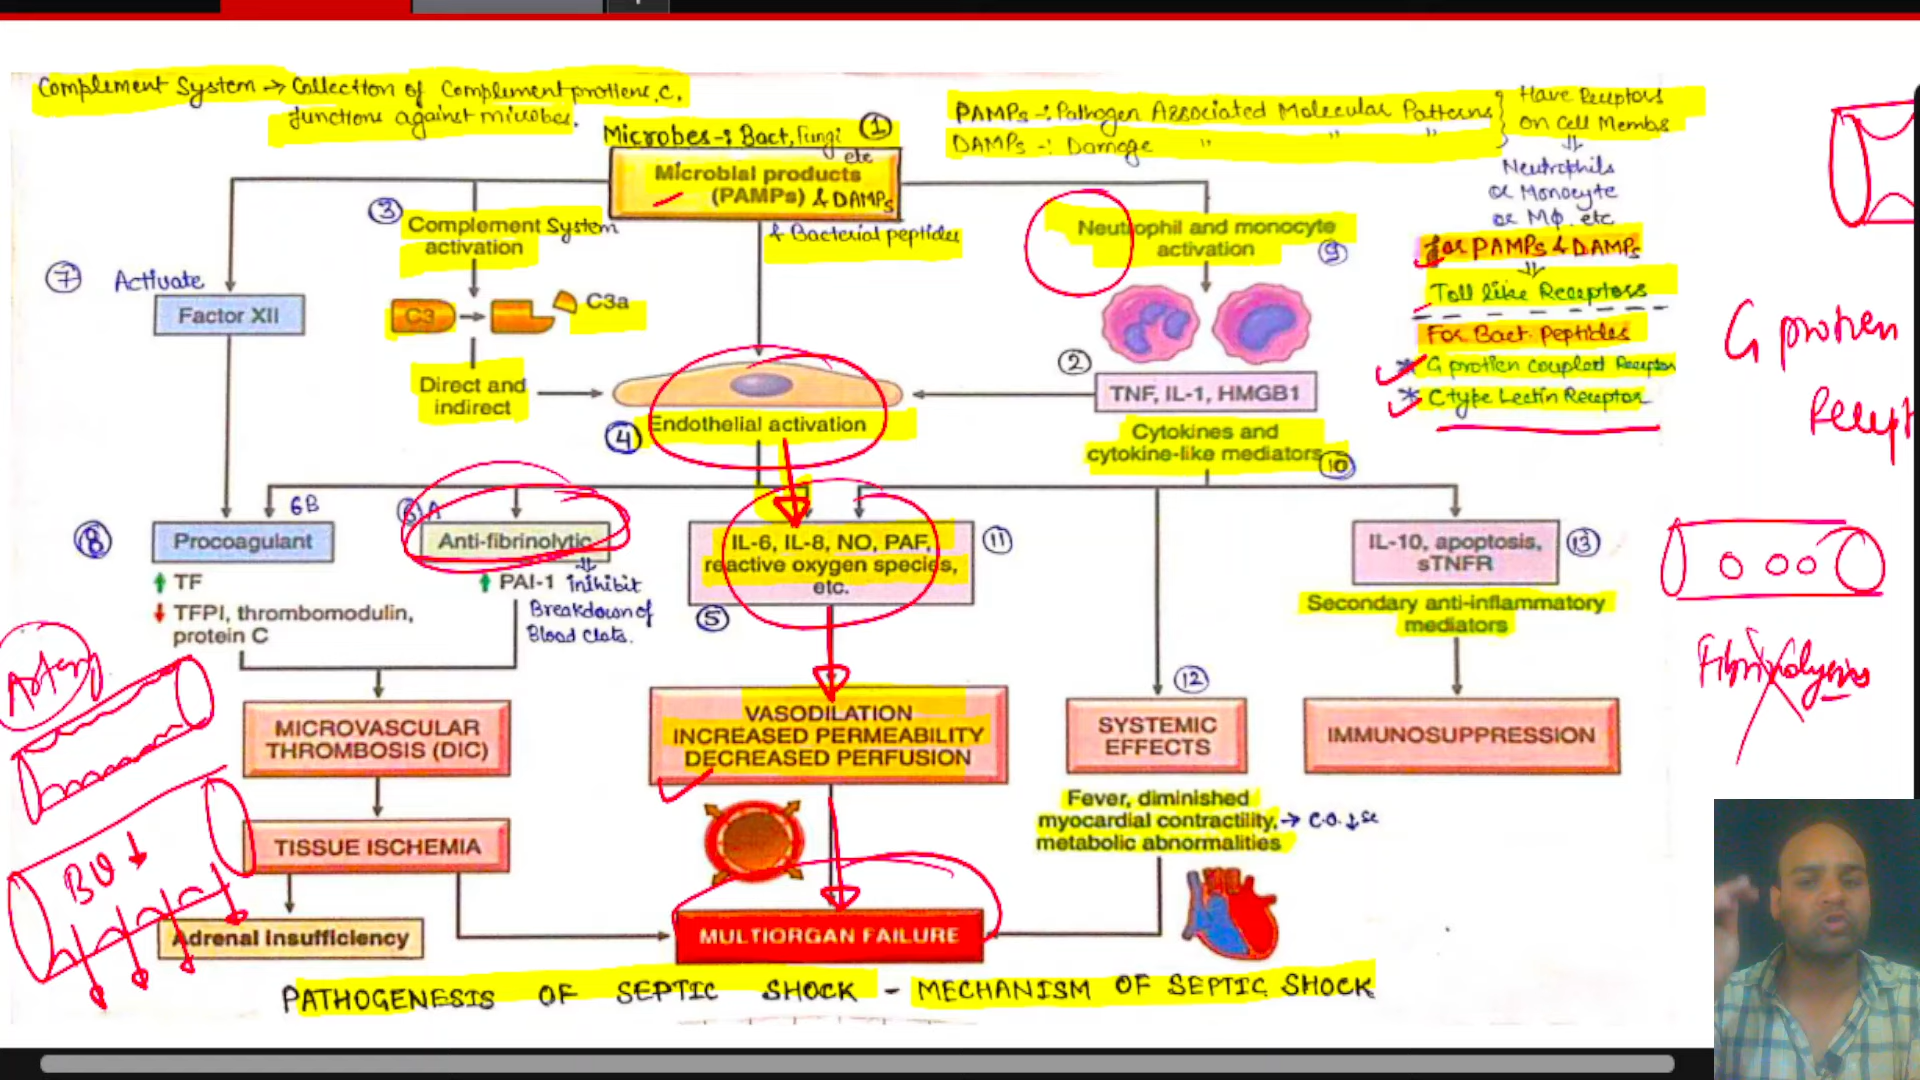 Complement System → Collection of Complement protiens, c,
functions against microbes.
Microbes -: Bact, Fungi ①
etc
Microbial products
(PAMPs) & DAMPs
& Bacterial peptides
PAMPs -: Pathogen Associated Molecular Patterns
DAMPs -: Damage " " "
Have Receptors
on Cell Membs
Neutrophils
or Monocyte
or MΦ. etc
for PAMPs & DAMPs
Toll like Receptors
For Bact. Peptides
* G protien coupled Receptor
* C type Lectin Receptor
G protien
③
Complement System
activation
C3
C3a
Direct and
indirect
⑦ Activate
Factor XII
Neutrophil and monocyte
activation
⑨
②
TNF, IL-1, HMGB1
Cytokines and
cytokine-like mediators
⑩
Endothelial activation
④
6B
6A
⑧
Procoagulant
↑ TF
↓ TFPI, thrombomodulin,
protein C
Anti-fibrinolytic
↑ PAI-1 inhibit
Breakdown of
Blood Clots.
IL-6, IL-8, NO, PAF,
reactive oxygen species,
etc.
⑪
⑤
IL-10, apoptosis,
sTNFR
⑬
Secondary anti-inflammatory
mediators
Fibrinolysis
Artery
BV ↓
MICROVASCULAR
THROMBOSIS (DIC)
TISSUE ISCHEMIA
Adrenal insufficiency
VASODILATION
INCREASED PERMEABILITY
DECREASED PERFUSION
⑫
SYSTEMIC
EFFECTS
Fever, diminished
myocardial contractility, → C.O. ↓se
metabolic abnormalities
IMMUNOSUPPRESSION
MULTIORGAN FAILURE
PATHOGENESIS OF SEPTIC SHOCK - MECHANISM OF SEPTIC SHOCK